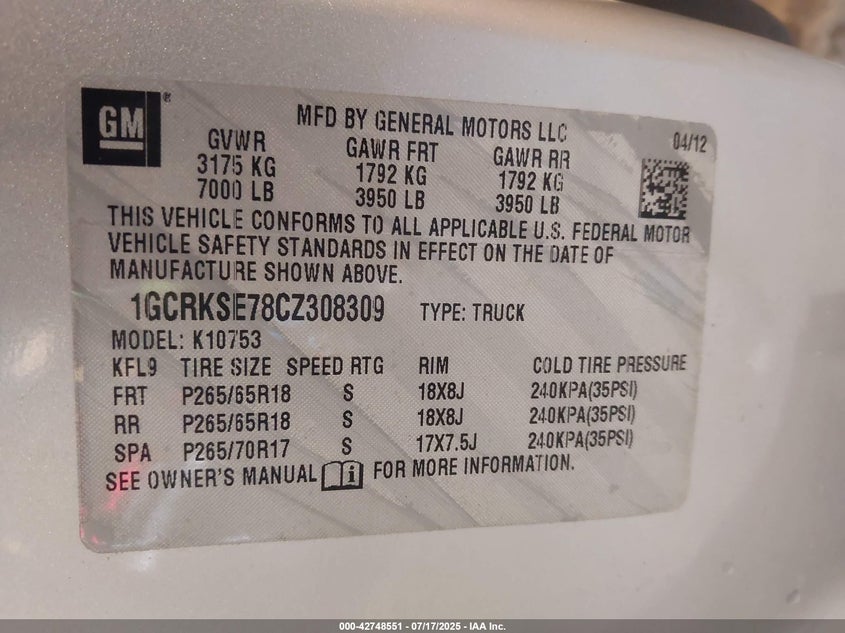 GM®
MFD BY GENERAL MOTORS LLC
04/12
GVWR GAWR FRT GAWR RR
3175 KG 1792 KG 1792 KG
7000 LB 3950 LB 3950 LB
THIS VEHICLE CONFORMS TO ALL APPLICABLE U.S. FEDERAL MOTOR
VEHICLE SAFETY STANDARDS IN EFFECT ON THE DATE OF
MANUFACTURE SHOWN ABOVE.
1GCRKSE78CZ308309 TYPE: TRUCK
MODEL: K10753
KFL9 TIRE SIZE SPEED RTG RIM COLD TIRE PRESSURE
FRT P265/65R18 S 18X8J 240KPA(35PSI)
RR P265/65R18 S 18X8J 240KPA(35PSI)
SPA P265/70R17 S 17X7.5J 240KPA(35PSI)
SEE OWNER'S MANUAL FOR MORE INFORMATION.
000-42748551 | 07/17/2025 - IAA Inc.